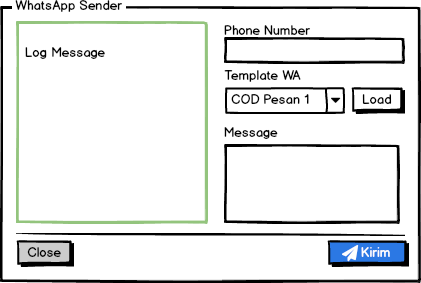 WhatsApp Sender
Log Message
Phone Number
Template WA
COD Pesan 1
Load
Message
Close
Kirim